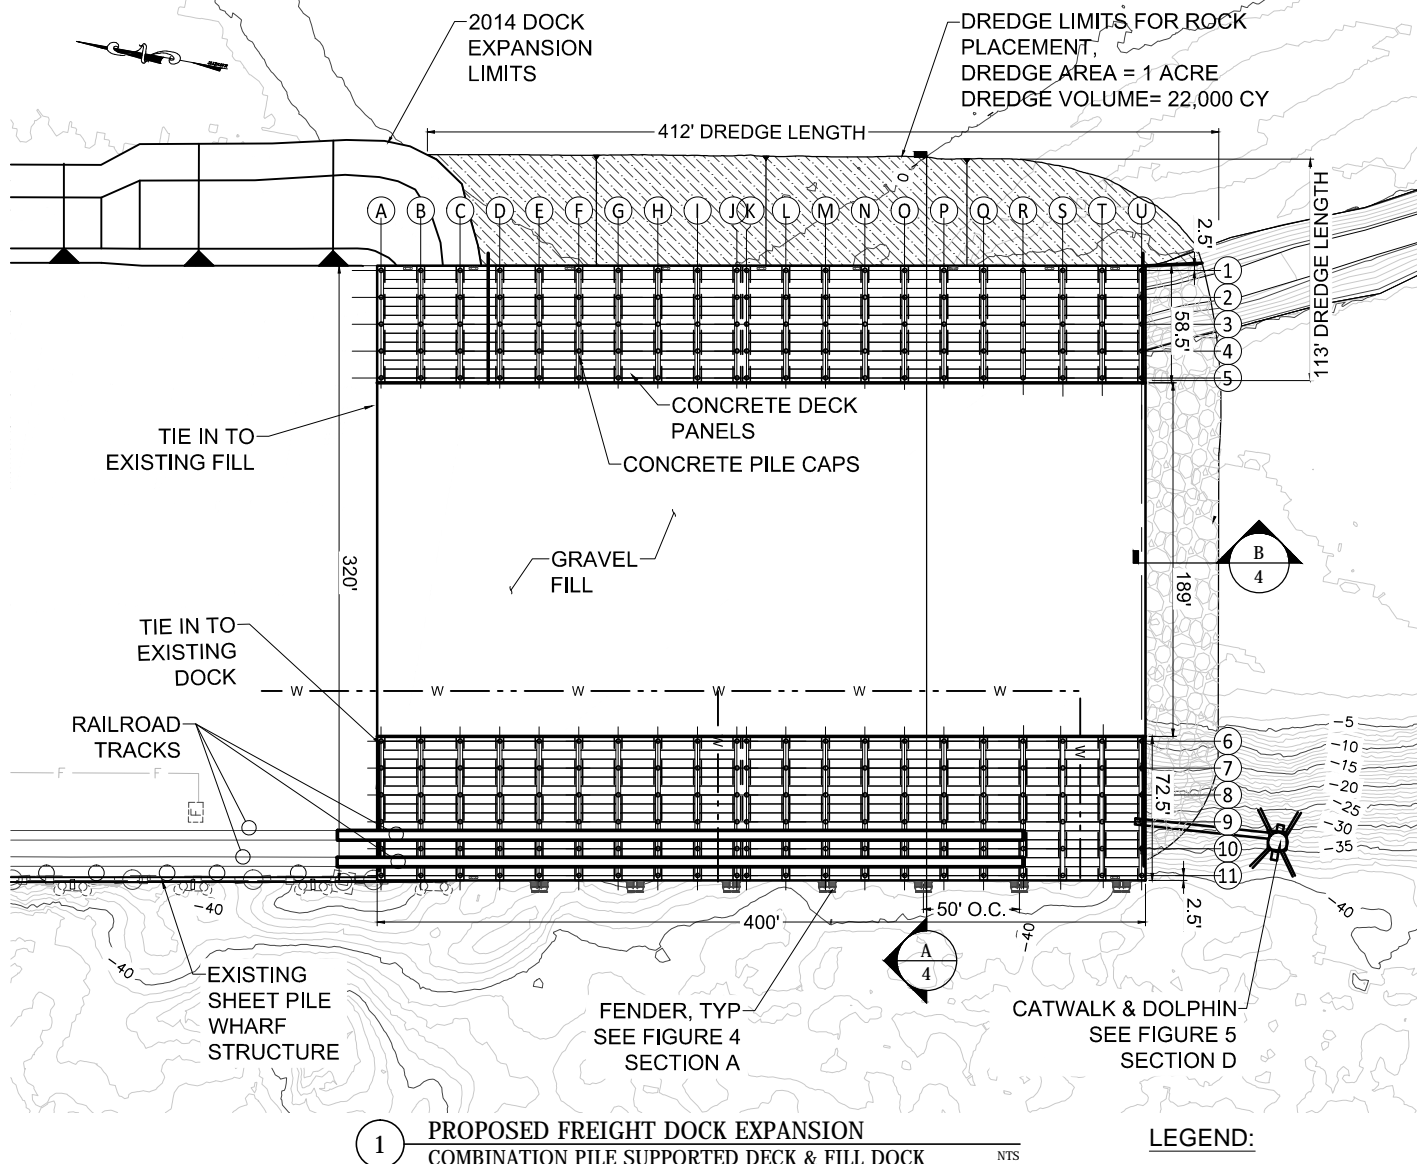 2014 DOCK
EXPANSION
LIMITS
DREDGE LIMITS FOR ROCK
PLACEMENT,
DREDGE AREA = 1 ACRE
DREDGE VOLUME= 22,000 CY
412' DREDGE LENGTH
0
A B C D E F G H I J K L M N O P Q R S T U
2.5'
113' DREDGE LENGTH
1
2
3
4
5
58.5'
CONCRETE DECK
PANELS
CONCRETE PILE CAPS
TIE IN TO
EXISTING FILL
GRAVEL
FILL
320'
189'
B
4
TIE IN TO
EXISTING
DOCK
W W W W W W
W W
RAILROAD
TRACKS
F F
F
6
7
8
9
10
11
72.5'
-5
-10
-15
-20
-25
-30
-35
-40
-40
-40
-40
2.5'
50' O.C.
400'
A
4
EXISTING
SHEET PILE
WHARF
STRUCTURE
FENDER, TYP
SEE FIGURE 4
SECTION A
CATWALK & DOLPHIN
SEE FIGURE 5
SECTION D
1
PROPOSED FREIGHT DOCK EXPANSION
COMBINATION PILE SUPPORTED DECK & FILL DOCK
NTS
LEGEND: